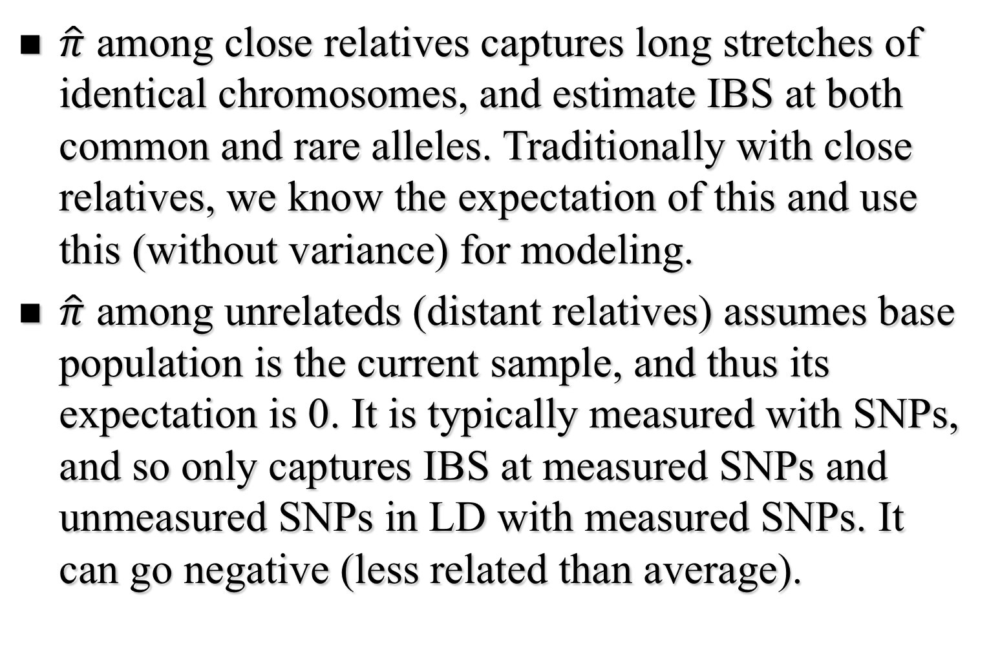 ■ π̂ among close relatives captures long stretches of
identical chromosomes, and estimate IBS at both
common and rare alleles. Traditionally with close
relatives, we know the expectation of this and use
this (without variance) for modeling.
■ π̂ among unrelateds (distant relatives) assumes base
population is the current sample, and thus its
expectation is 0. It is typically measured with SNPs,
and so only captures IBS at measured SNPs and
unmeasured SNPs in LD with measured SNPs. It
can go negative (less related than average).